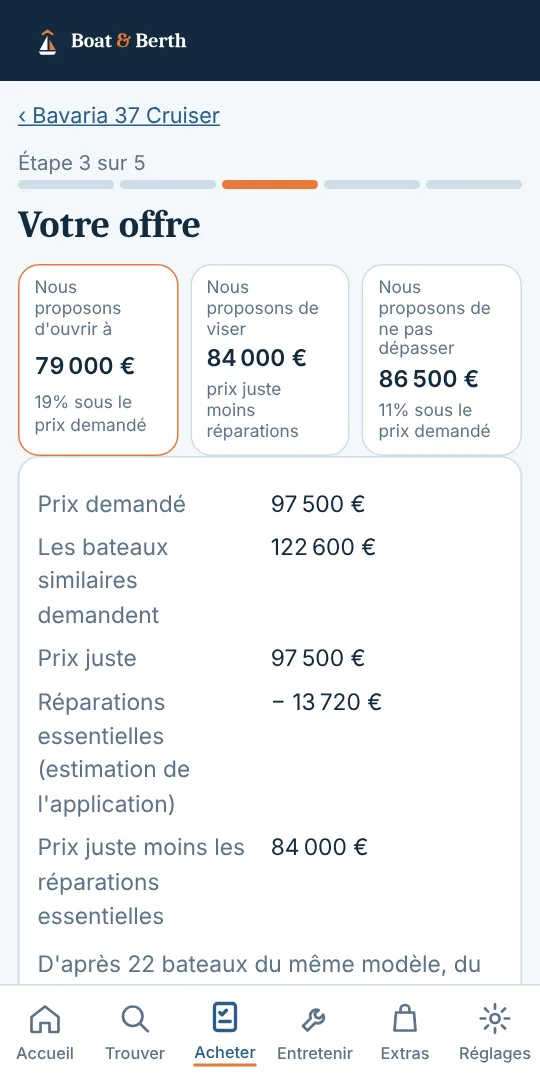 Boat & Berth
‹ Bavaria 37 Cruiser
Étape 3 sur 5
Votre offre
Nous
proposons
d'ouvrir à
79 000 €
19% sous le
prix demandé
Nous
proposons de
viser
84 000 €
prix juste
moins
réparations
Nous
proposons de
ne pas
dépasser
86 500 €
11% sous le
prix demandé
Prix demandé 97 500 €
Les bateaux 122 600 €
similaires
demandent
Prix juste 97 500 €
Réparations − 13 720 €
essentielles
(estimation de
l'application)
Prix juste moins les 84 000 €
réparations
essentielles
D'après 22 bateaux du même modèle, du
Accueil Trouver Acheter Entretenir Extras Réglages